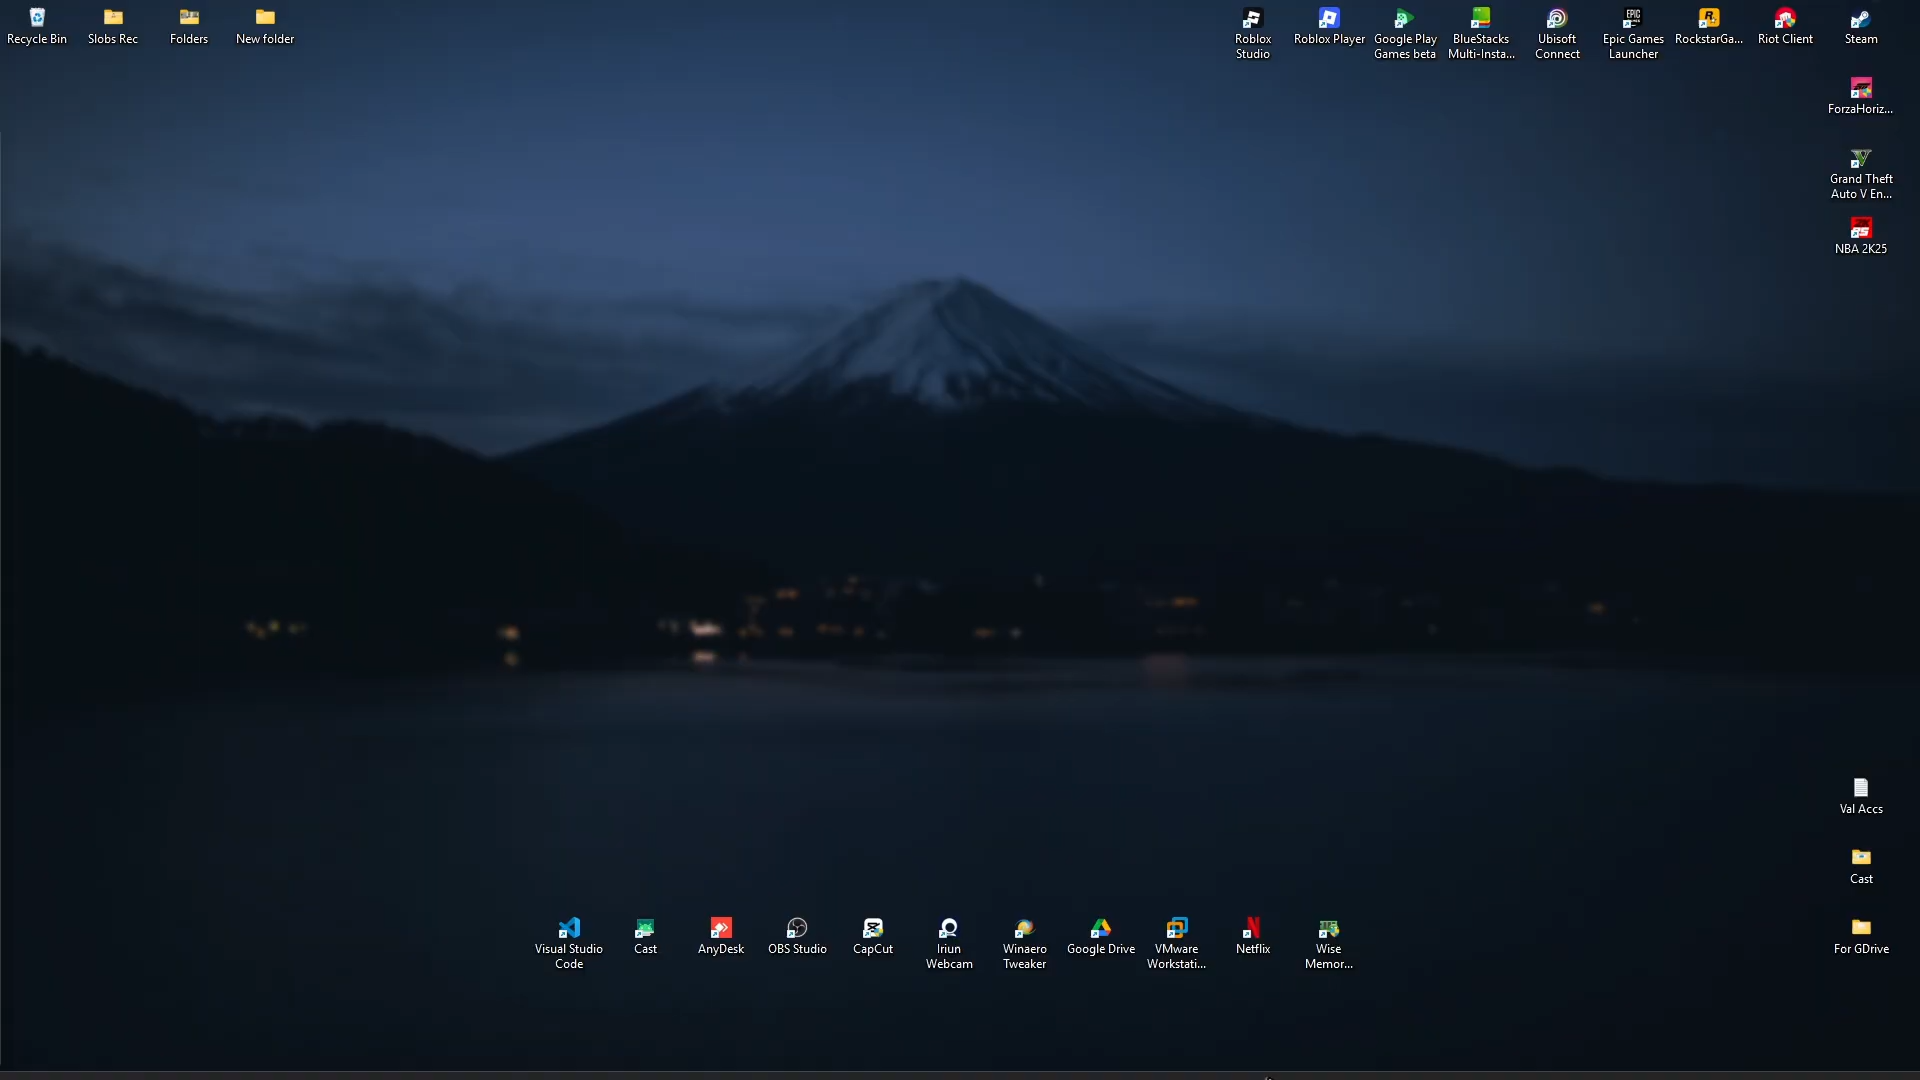 Recycle Bin
Slobs Rec
Folders
New folder
Roblox
Studio
Roblox Player
Google Play
Games beta
BlueStacks
Multi-Insta...
Ubisoft
Connect
EPIC
GAMES
Epic Games
Launcher
RockstarGa...
Riot Client
Steam
ForzaHoriz...
Grand Theft
Auto V En...
NBA 2K25
Val Accs
Cast
For GDrive
Visual Studio
Code
Cast
AnyDesk
OBS Studio
CapCut
Iriun
Webcam
Winaero
Tweaker
Google Drive
VMware
Workstati...
Netflix
Wise
Memor...